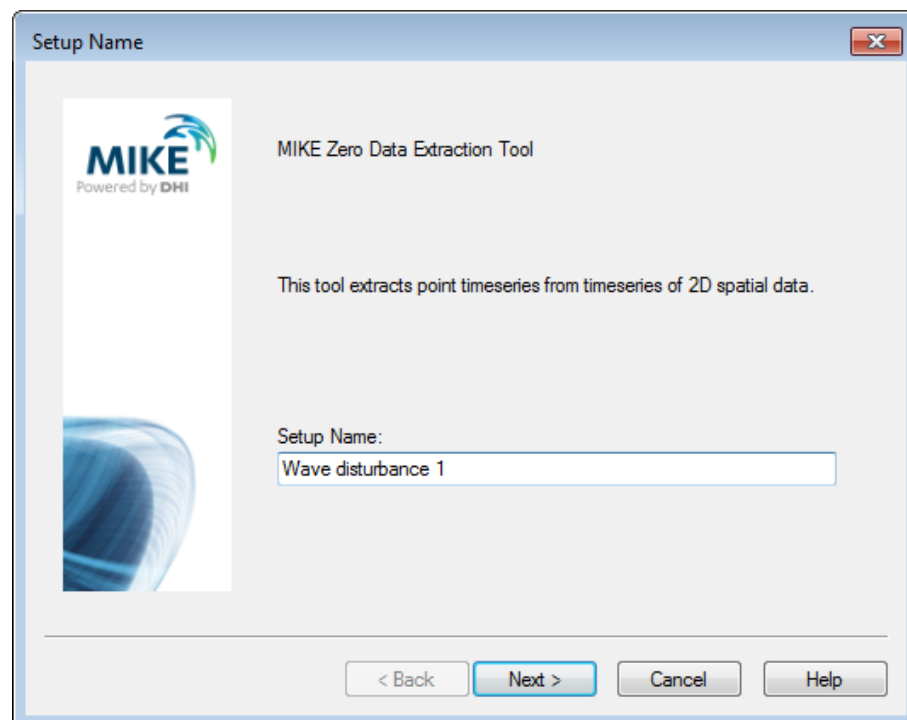 Setup Name
MIKE
Powered by DHI
MIKE Zero Data Extraction Tool
This tool extracts point timeseries from timeseries of 2D spatial data.
Setup Name:
Wave disturbance 1
< Back Next > Cancel Help